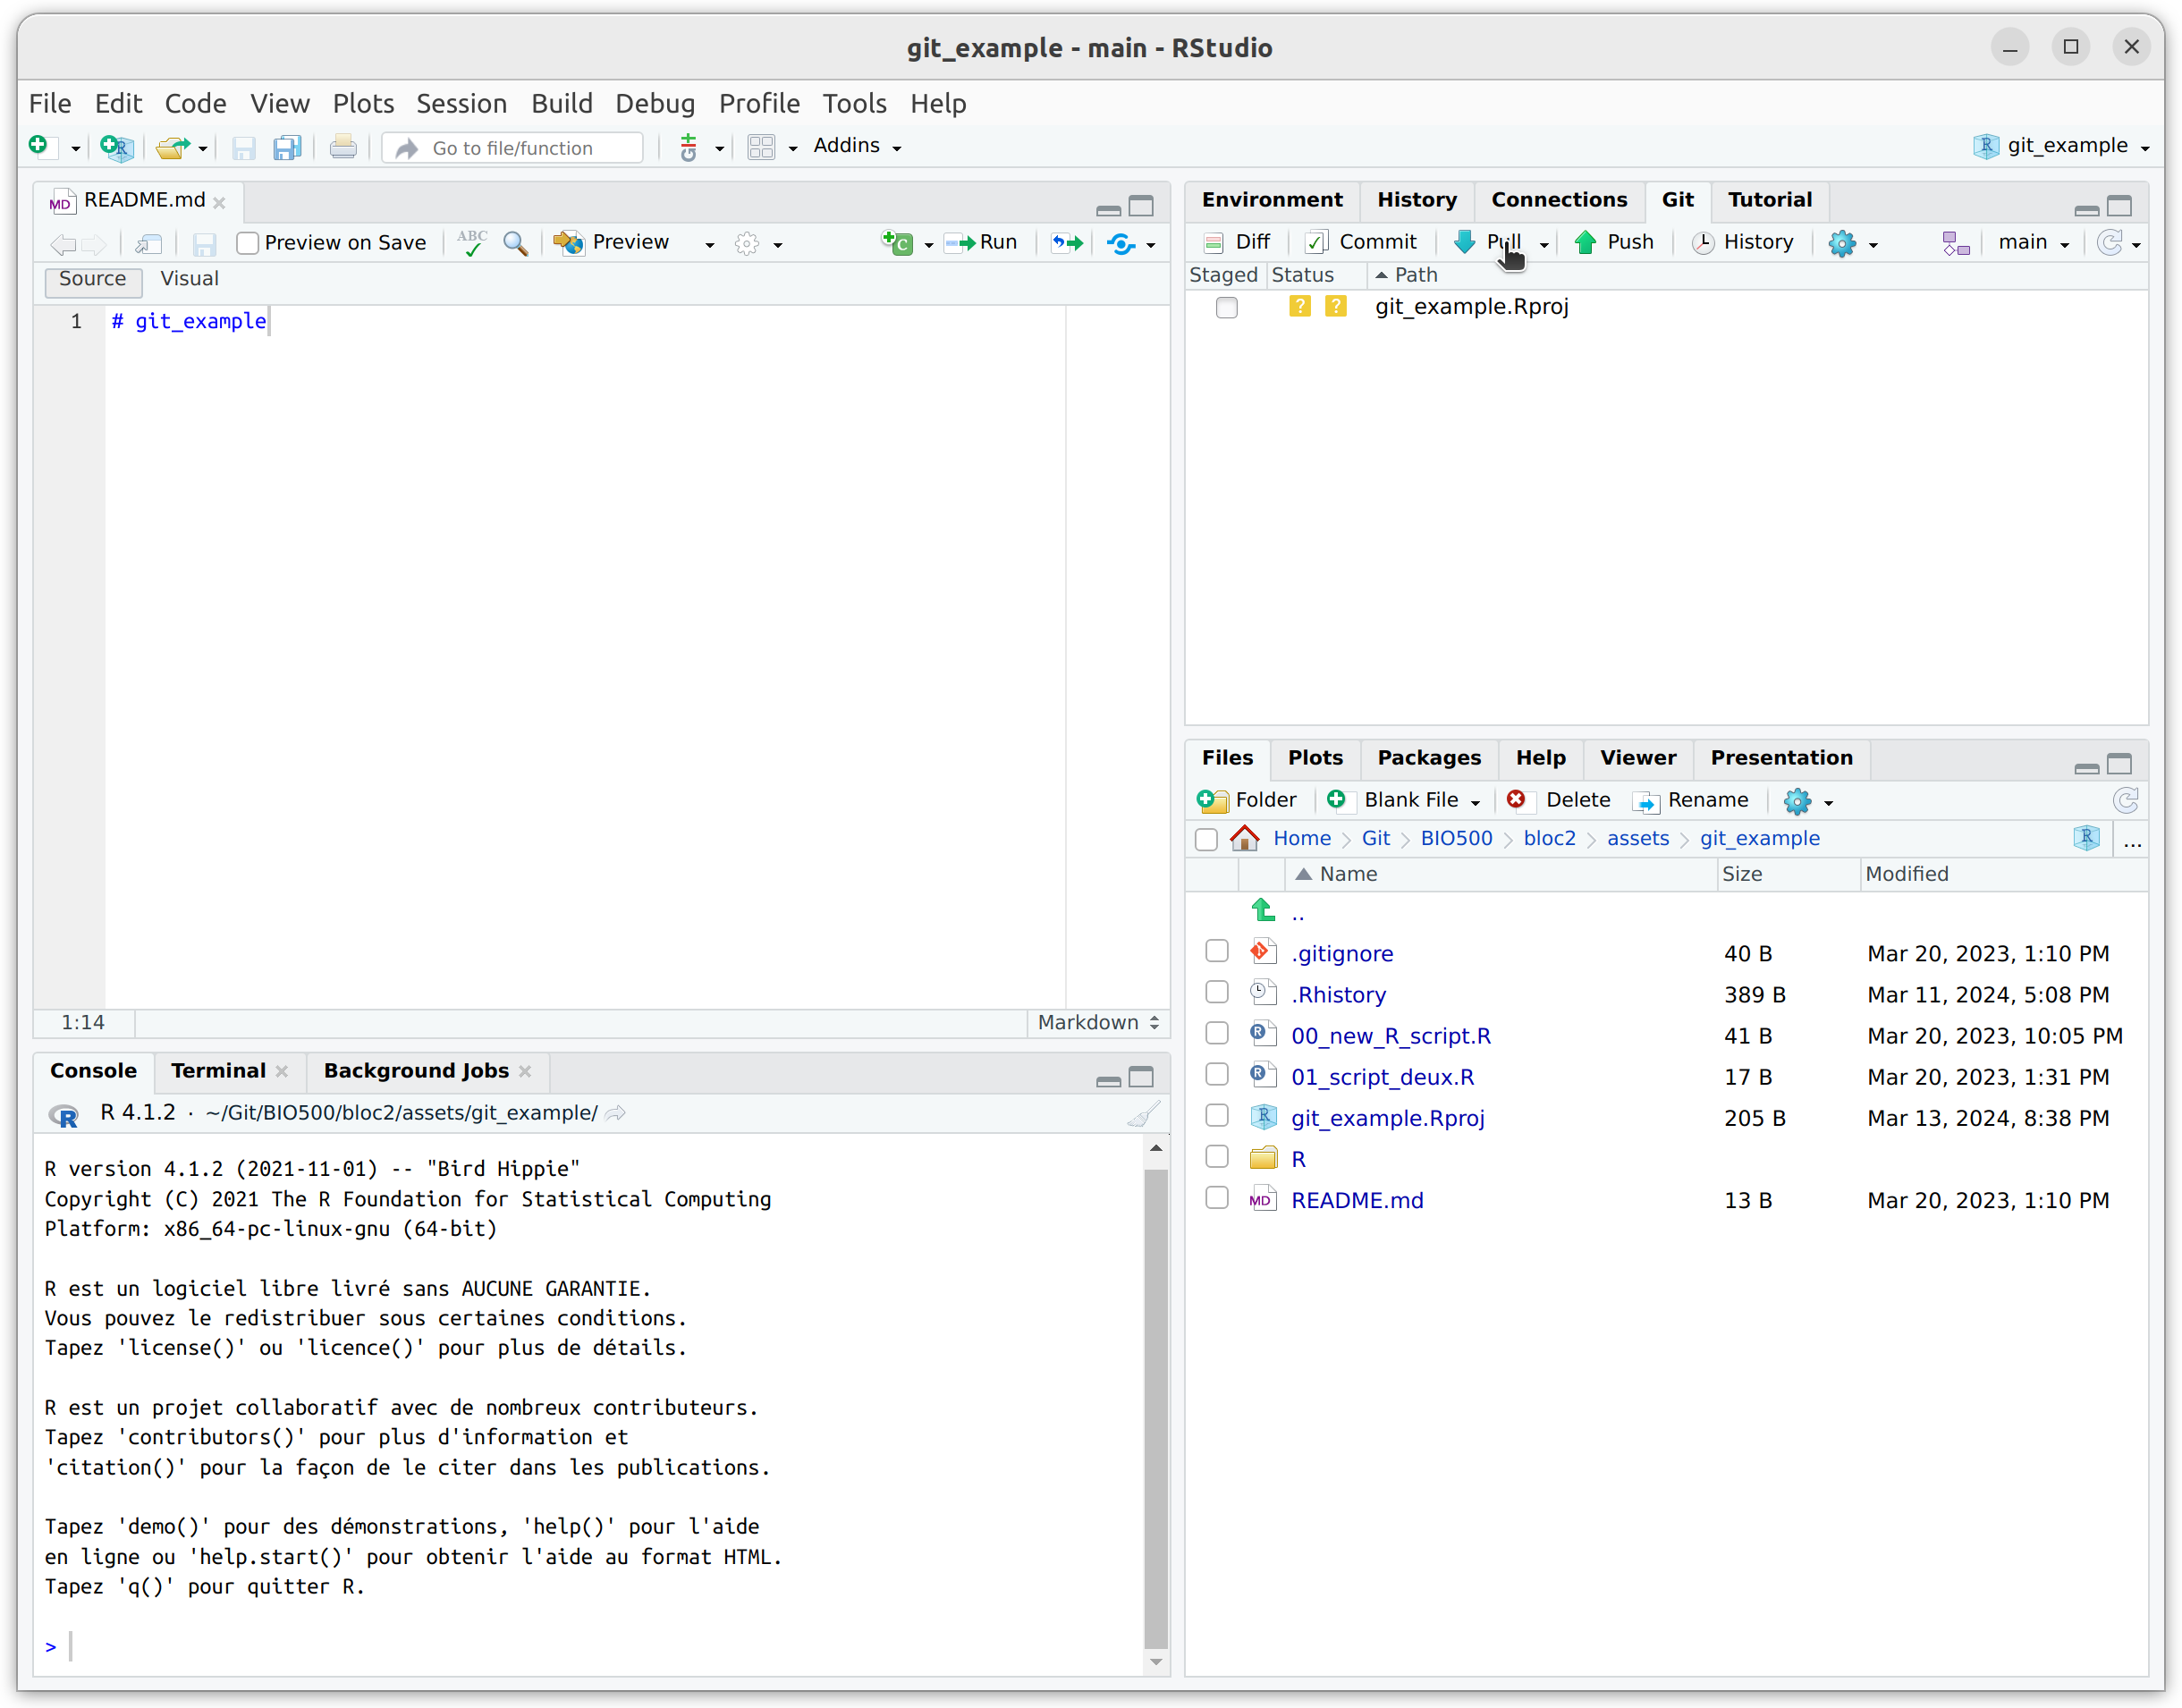 git_example - main - RStudio
File Edit Code View Plots Session Build Debug Profile Tools Help
Go to file/function Addins git_example
README.md
Preview on Save ABC Preview Run
Source Visual
1 # git_example
1:14 Markdown
Environment History Connections Git Tutorial
Diff Commit Pull Push History main
Staged Status Path
? ? git_example.Rproj
Files Plots Packages Help Viewer Presentation
Folder Blank File Delete Rename
Home Git BIO500 bloc2 assets git_example ...
Name Size Modified
..
.gitignore 40 B Mar 20, 2023, 1:10 PM
.Rhistory 389 B Mar 11, 2024, 5:08 PM
00_new_R_script.R 41 B Mar 20, 2023, 10:05 PM
01_script_deux.R 17 B Mar 20, 2023, 1:31 PM
git_example.Rproj 205 B Mar 13, 2024, 8:38 PM
R
README.md 13 B Mar 20, 2023, 1:10 PM
Console Terminal Background Jobs
R 4.1.2 · ~/Git/BIO500/bloc2/assets/git_example/
R version 4.1.2 (2021-11-01) -- "Bird Hippie"
Copyright (C) 2021 The R Foundation for Statistical Computing
Platform: x86_64-pc-linux-gnu (64-bit)
R est un logiciel libre livré sans AUCUNE GARANTIE.
Vous pouvez le redistribuer sous certaines conditions.
Tapez 'license()' ou 'licence()' pour plus de détails.
R est un projet collaboratif avec de nombreux contributeurs.
Tapez 'contributors()' pour plus d'information et
'citation()' pour la façon de le citer dans les publications.
Tapez 'demo()' pour des démonstrations, 'help()' pour l'aide
en ligne ou 'help.start()' pour obtenir l'aide au format HTML.
Tapez 'q()' pour quitter R.
>